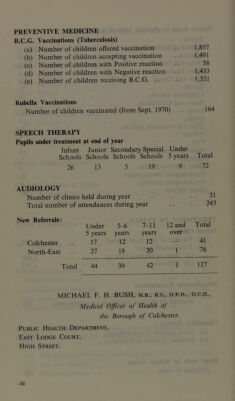 PREVENTIVE MEDICINE
B.C.G. Vaccinations (Tuberculosis)
(a) Number of children offered vaccination .. 1,857
(b) Number of children accepting vaccination .. 1,491
(c) Number of children with Positive reaction .. 58
(d) Number of children with Negative reaction .. 1,433
(e) Number of children receiving B.C.G. .. .. 1,351
Rubella Vaccinations
Number of children vaccinated (from Sept. 1970) .. 164
SPEECH THERAPY
Pupils under treatment at end of year
Infant Junior Secondary Special Under
Schools Schools Schools Schools 5 years Total
26 13 5 19 9 72
AUDIOLOGY
Number of clinics held during year .. .. 31
Total number of attendances during year .. 243
New Referrals:
Under 5–6 7–11 12 and Total
5 years years years over
Colchester .. 17 12 12 — 41
North-East .. 27 18 30 1 76
Total 44 30 42 1 117
MICHAEL F. H. BUSH, M.B., B.S., D.P.H., D.C.H.,
Medical Officer of Health of
the Borough of Colchester.
PUBLIC HEALTH DEPARTMENT,
EAST LODGE COURT,
HIGH STREET.
46